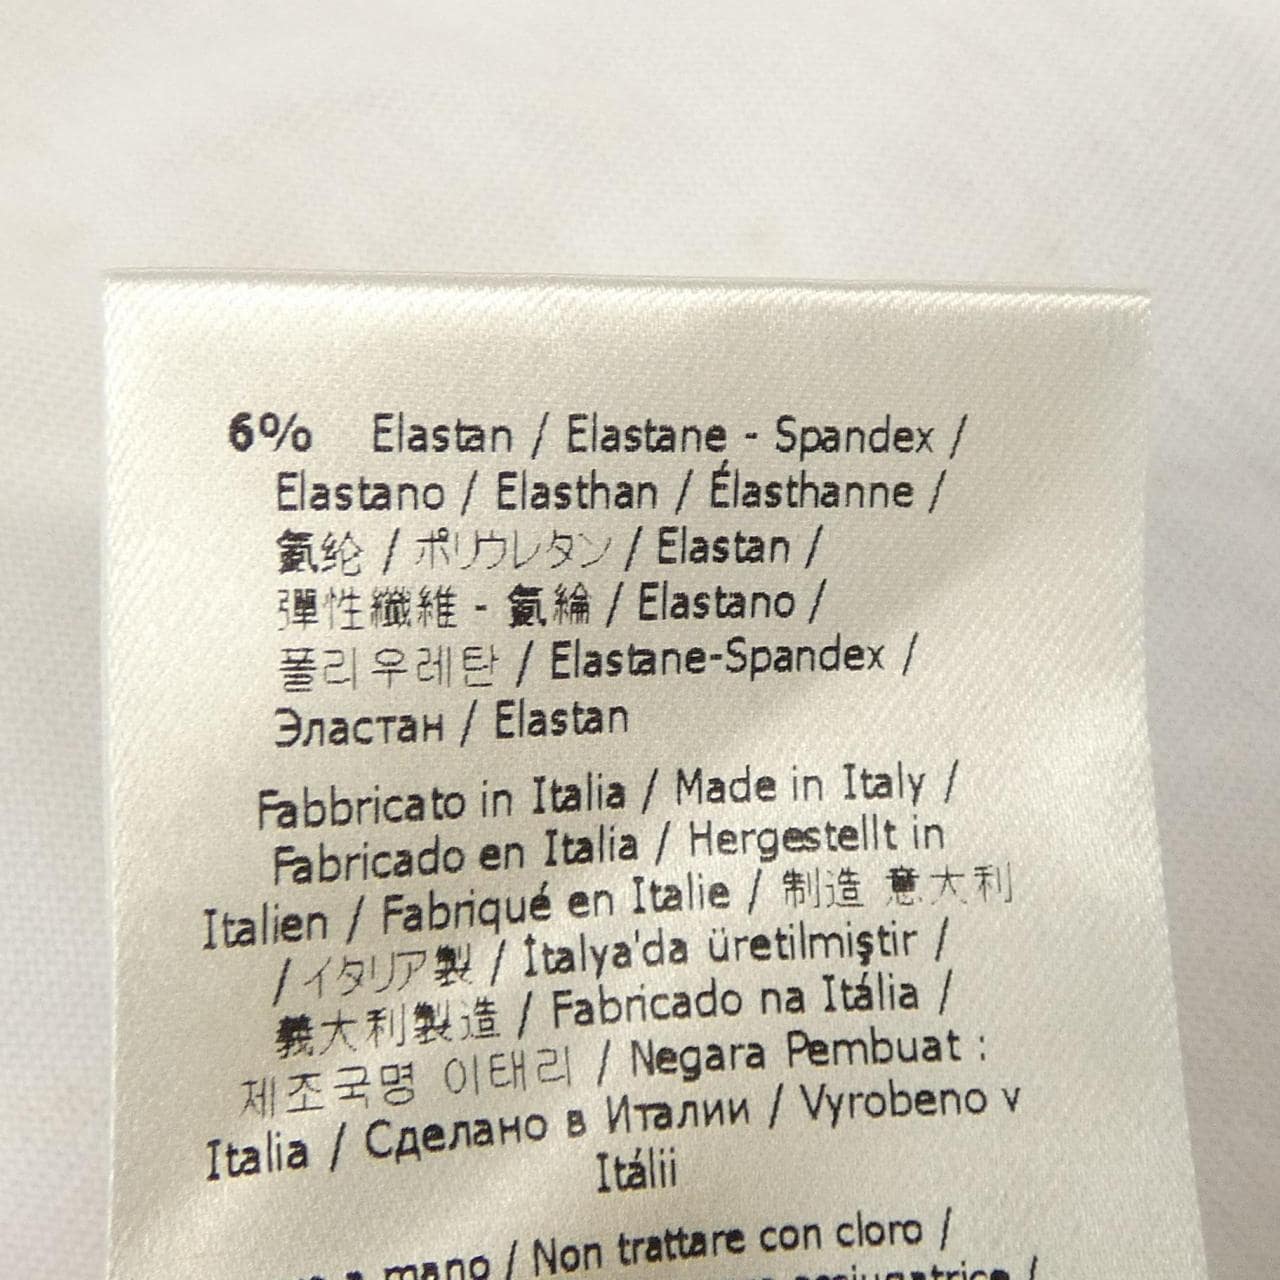 6% Elastan / Elastane - Spandex /
Elastano / Elasthan / Élasthanne /
氨纶 / ポリウレタン / Elastan /
彈性纖維 - 氨綸 / Elastano /
폴리우레탄 / Elastane-Spandex /
Эластан / Elastan
Fabbricato in Italia / Made in Italy /
Fabricado en Italia / Hergestellt in
Italien / Fabriqué en Italie / 制造 意大利
/ イタリア製 / İtalya'da üretilmiştir /
義大利製造 / Fabricado na Itália /
제조국명 이태리 / Negara Pembuat :
Italia / Сделано в Италии / Vyrobeno v
Itálii
a mano / Non trattare con cloro /